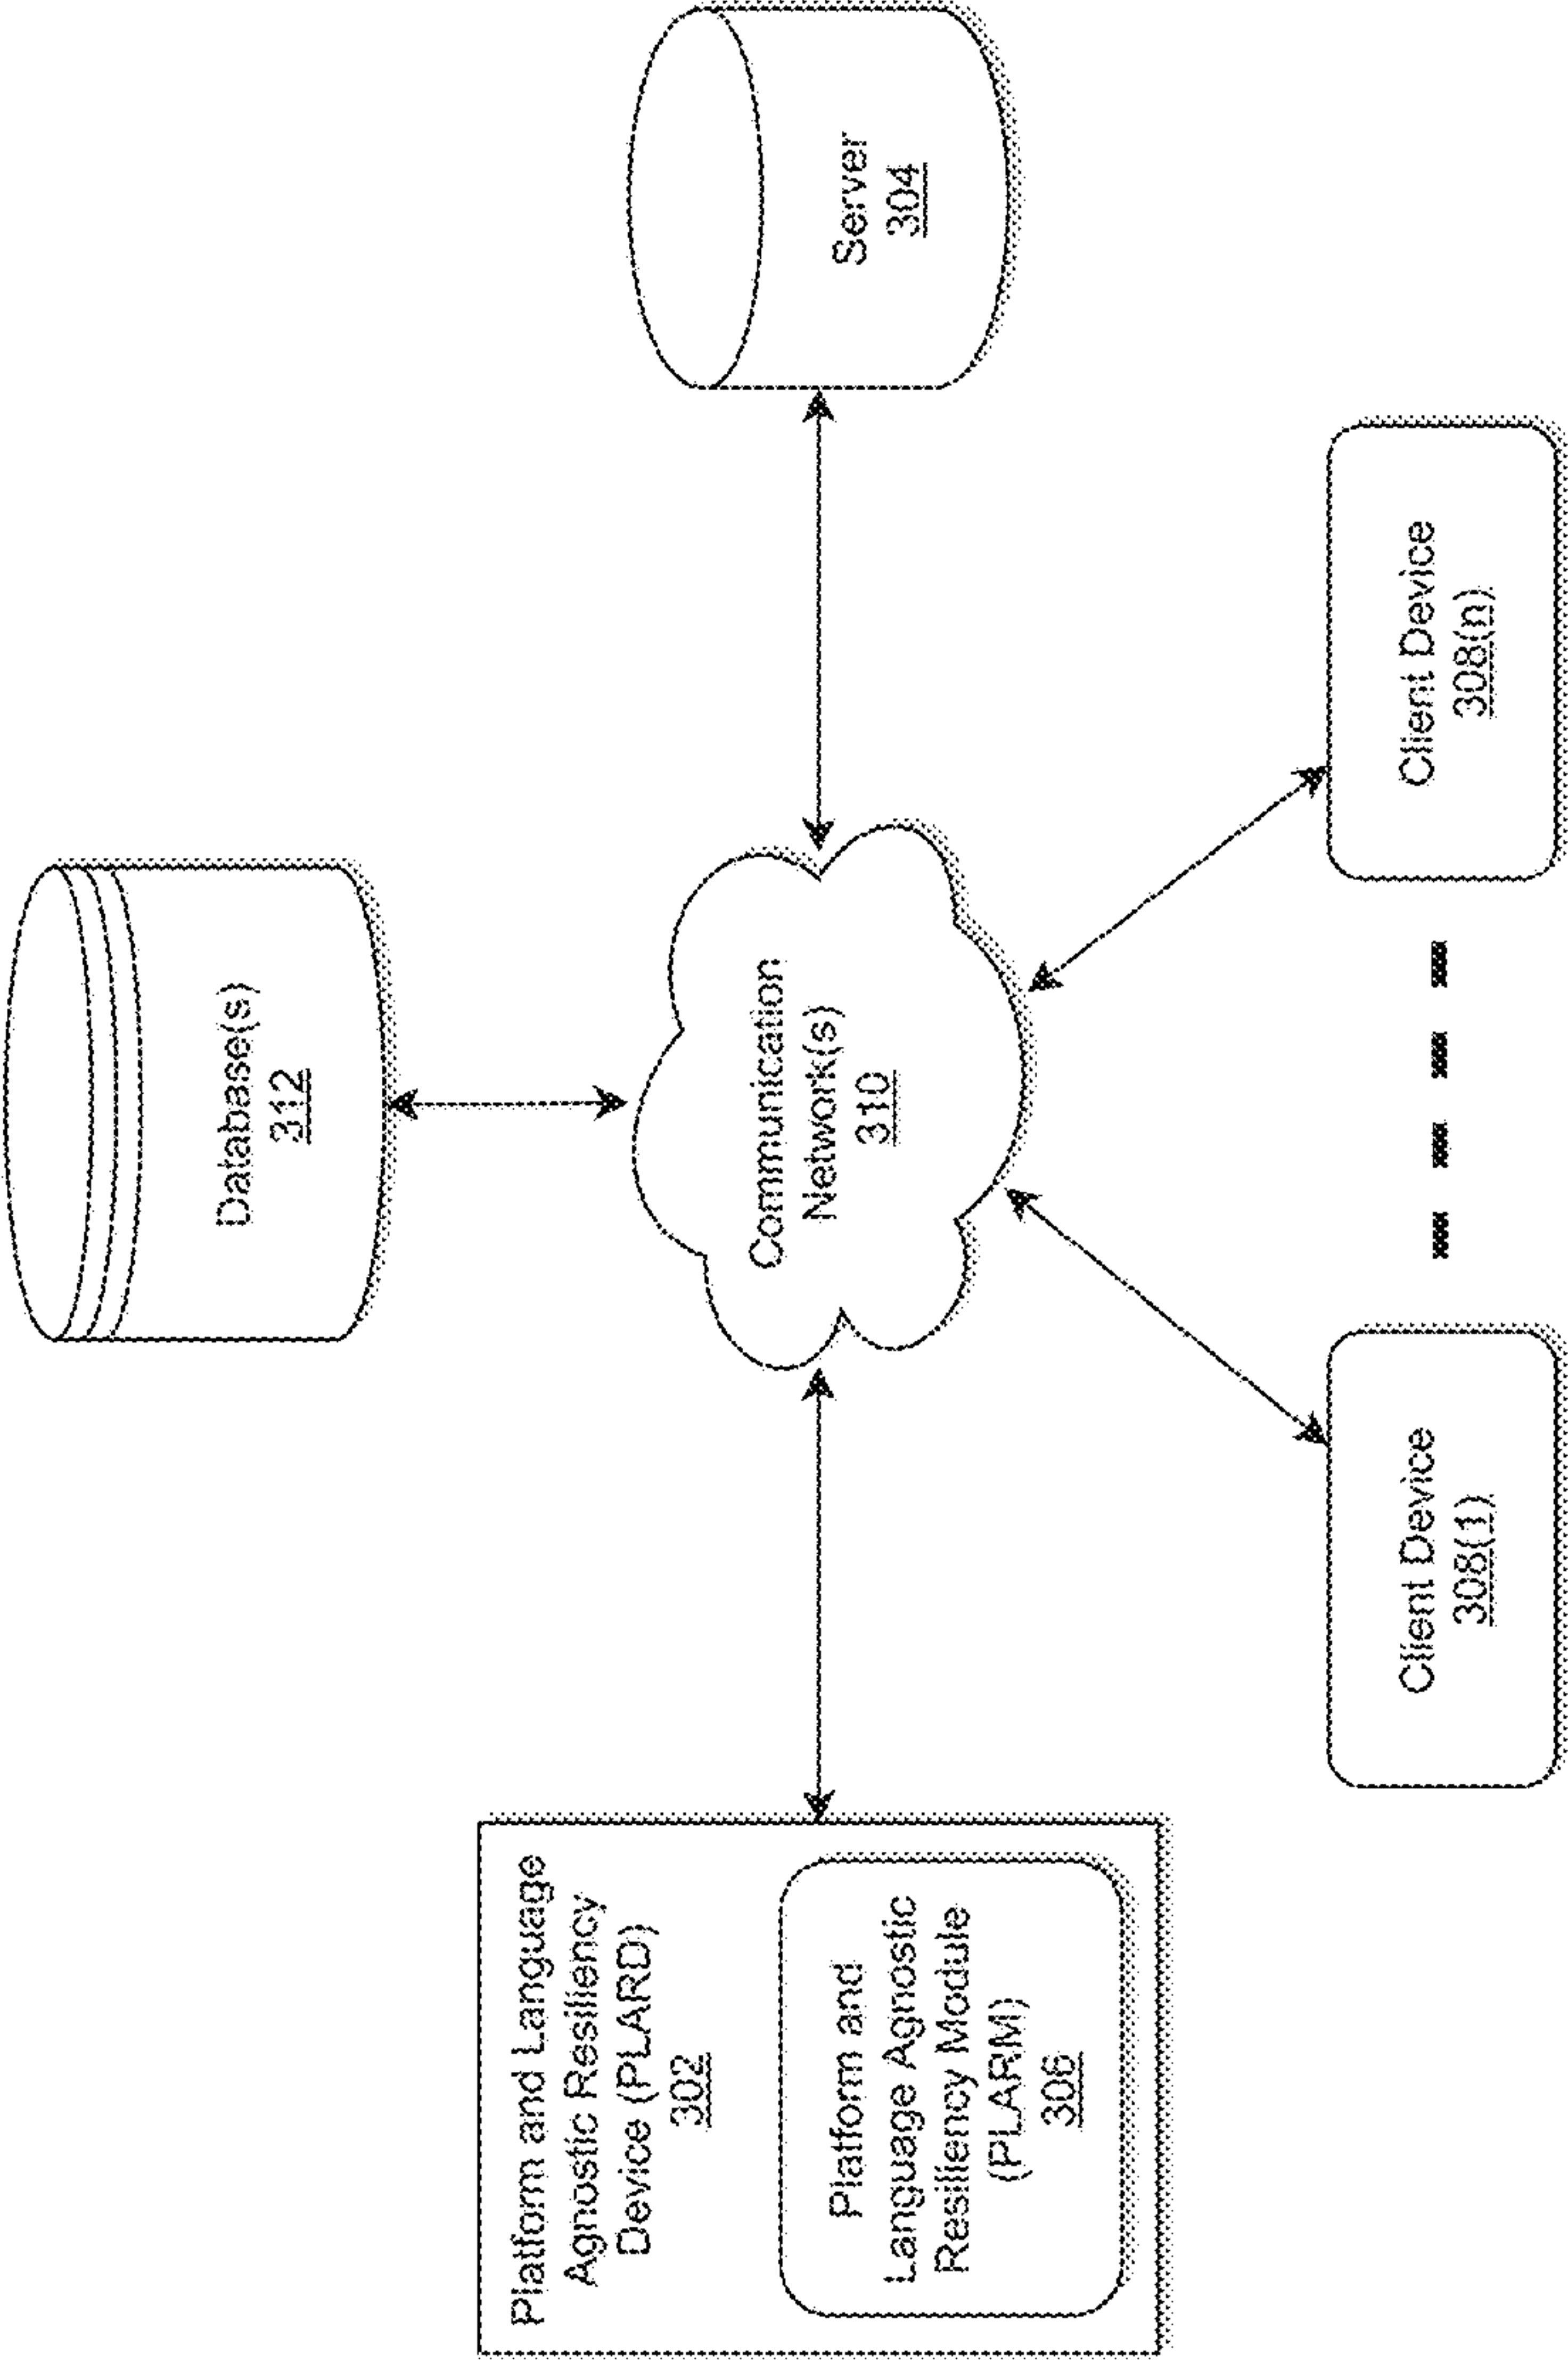 Database(s)
312
Platform and Language
Agnostic Resiliency
Device (PLARD)
302
Platform and
Language Agnostic
Resiliency Module
(PLARM)
306
Communication
Network(s)
310
Server
304
Client Device
308(1)
Client Device
308(n)